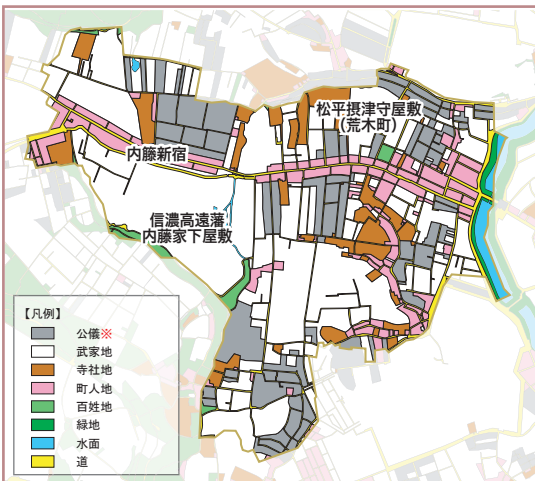 松平摂津守屋敷
(荒木町)
内藤新宿
信濃高遠藩
内藤家下屋敷
【凡例】
公儀※
武家地
寺社地
町人地
百姓地
緑地
水面
道